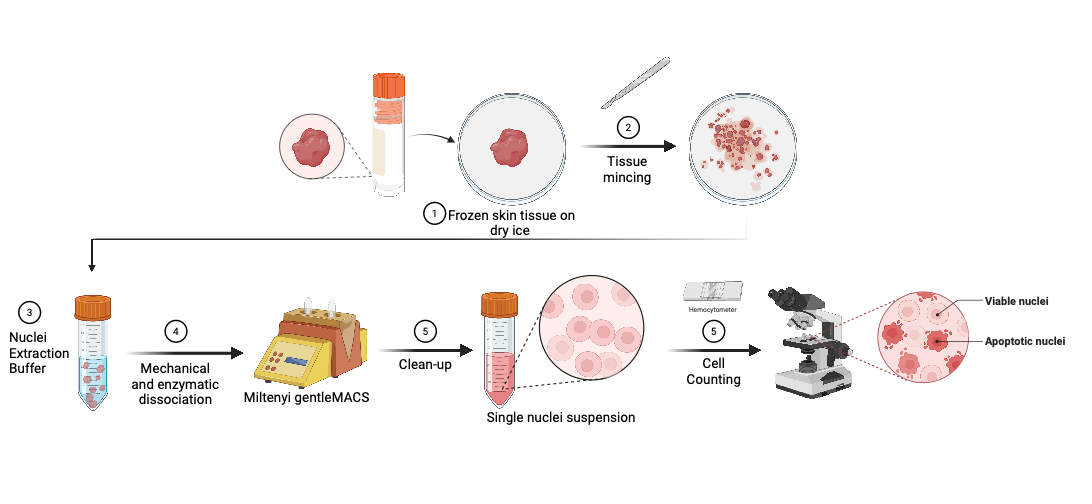 2
Tissue
mincing
1 Frozen skin tissue on
dry ice
3
Nuclei
Extraction
Buffer
4
Mechanical
and enzymatic
dissociation
Miltenyi gentleMACS
5
Clean-up
Single nuclei suspension
Hemocytometer
5
Cell
Counting
Viable nuclei
Apoptotic nuclei